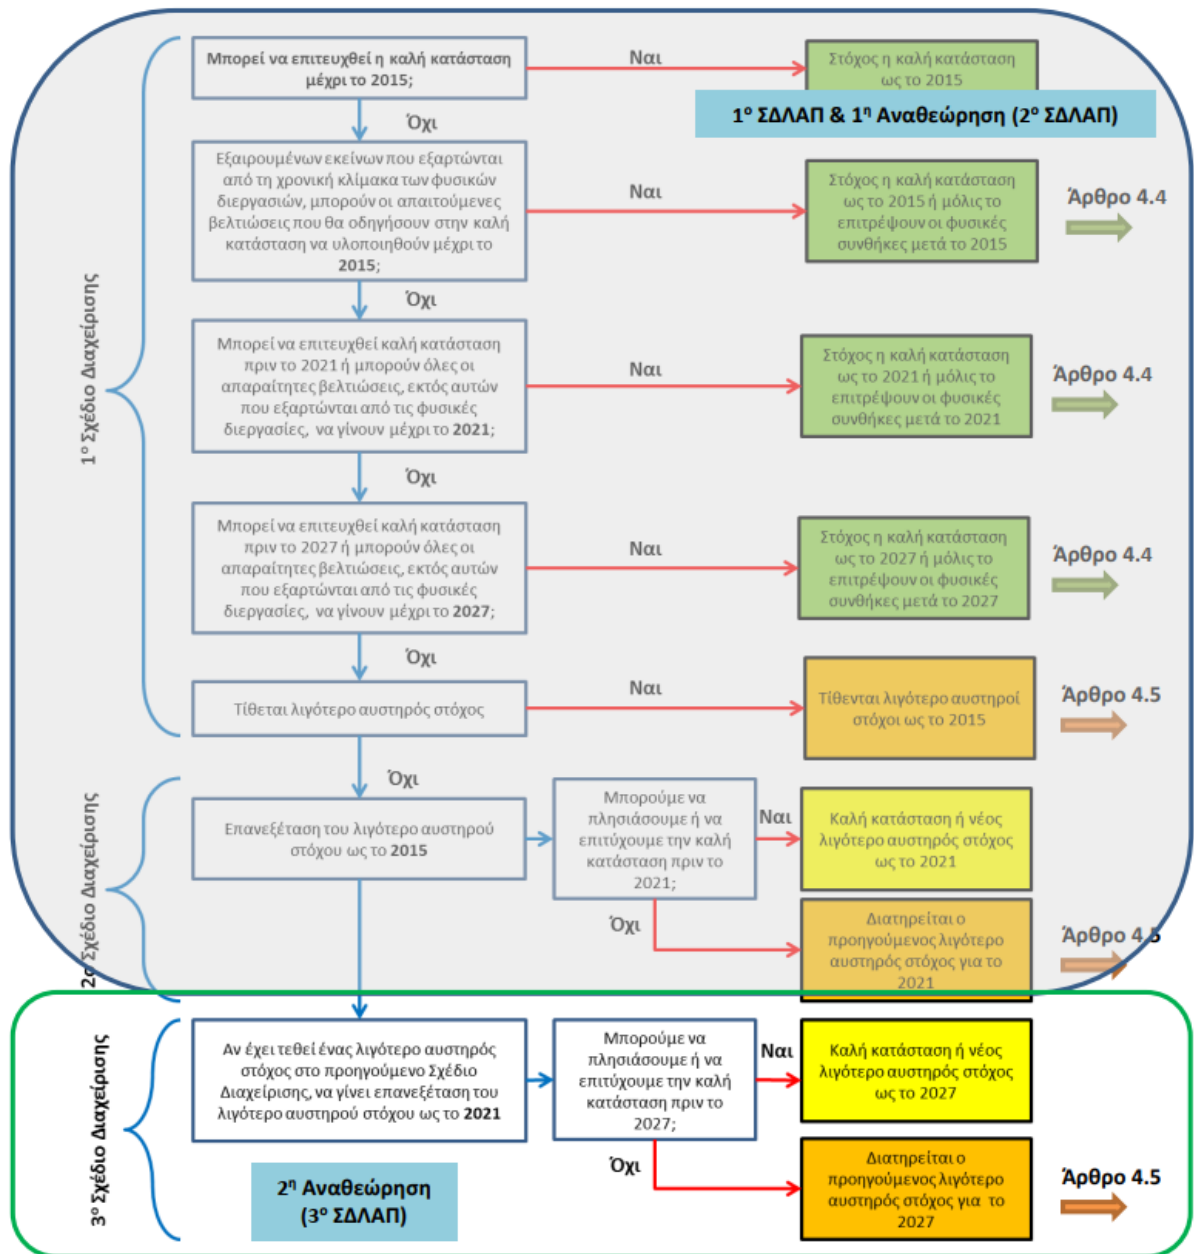 Μπορεί να επιτευχθεί η καλή κατάσταση
μέχρι το 2015;
Ναι
Στόχος η καλή κατάσταση
ως το 2015
1ο ΣΔΛΑΠ & 1η Αναθεώρηση (2ο ΣΔΛΑΠ)
Όχι
Εξαιρουμένων εκείνων που εξαρτώνται
από τη χρονική κλίμακα των φυσικών
διεργασιών, μπορούν οι απαιτούμενες
βελτιώσεις που θα οδηγήσουν στην καλή
κατάσταση να υλοποιηθούν μέχρι το
2015;
Ναι
Στόχος η καλή κατάσταση
ως το 2015 ή μόλις το
επιτρέψουν οι φυσικές
συνθήκες μετά το 2015
Άρθρο 4.4
Όχι
1ο Σχέδιο Διαχείρισης
Μπορεί να επιτευχθεί καλή κατάσταση
πριν το 2021 ή μπορούν όλες οι
απαραίτητες βελτιώσεις, εκτός αυτών
που εξαρτώνται από τις φυσικές
διεργασίες, να γίνουν μέχρι το 2021;
Ναι
Στόχος η καλή κατάσταση
ως το 2021 ή μόλις το
επιτρέψουν οι φυσικές
συνθήκες μετά το 2021
Άρθρο 4.4
Όχι
Μπορεί να επιτευχθεί καλή κατάσταση
πριν το 2027 ή μπορούν όλες οι
απαραίτητες βελτιώσεις, εκτός αυτών
που εξαρτώνται από τις φυσικές
διεργασίες, να γίνουν μέχρι το 2027;
Ναι
Στόχος η καλή κατάσταση
ως το 2027 ή μόλις το
επιτρέψουν οι φυσικές
συνθήκες μετά το 2027
Άρθρο 4.4
Όχι
Τίθεται λιγότερο αυστηρός στόχος
Ναι
Τίθενται λιγότερο αυστηροί
στόχοι ως το 2015
Άρθρο 4.5
Όχι
2ο Σχέδιο Διαχείρισης
Επανεξέταση του λιγότερο αυστηρού
στόχου ως το 2015
Μπορούμε να
πλησιάσουμε ή να
επιτύχουμε την καλή
κατάσταση πριν το
2021;
Ναι
Καλή κατάσταση ή νέος
λιγότερο αυστηρός στόχος
ως το 2021
Όχι
Διατηρείται ο
προηγούμενος λιγότερο
αυστηρός στόχος για το
2021
Άρθρο 4.5
3ο Σχέδιο Διαχείρισης
Αν έχει τεθεί ένας λιγότερο αυστηρός
στόχος στο προηγούμενο Σχέδιο
Διαχείρισης, να γίνει επανεξέταση του
λιγότερο αυστηρού στόχου ως το 2021
Μπορούμε να
πλησιάσουμε ή να
επιτύχουμε την καλή
κατάσταση πριν το
2027;
Ναι
Καλή κατάσταση ή νέος
λιγότερο αυστηρός στόχος
ως το 2027
Όχι
Διατηρείται ο
προηγούμενος λιγότερο
αυστηρός στόχος για το
2027
Άρθρο 4.5
2η Αναθεώρηση
(3ο ΣΔΛΑΠ)